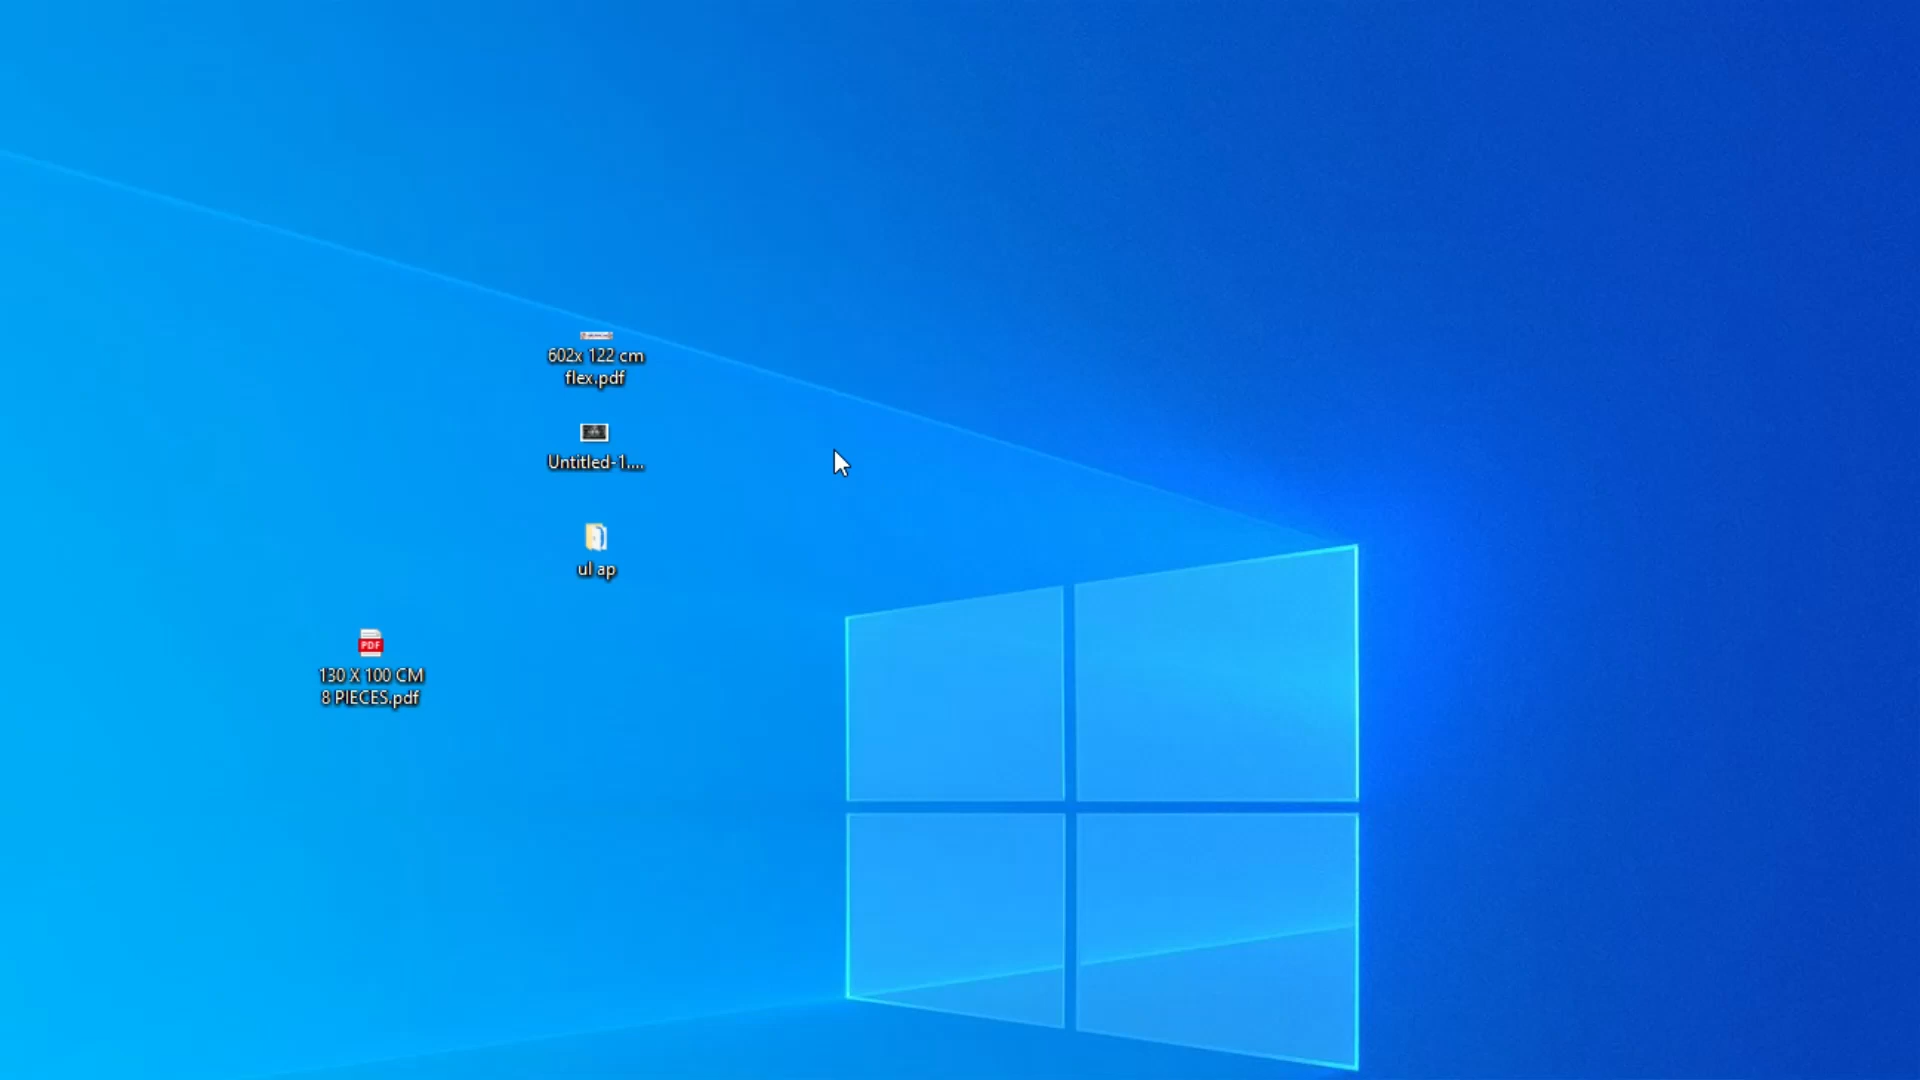 602x 122 cm
flex.pdf
Untitled-1....
ul ap
PDF
130 X 100 CM
8 PIECES.pdf